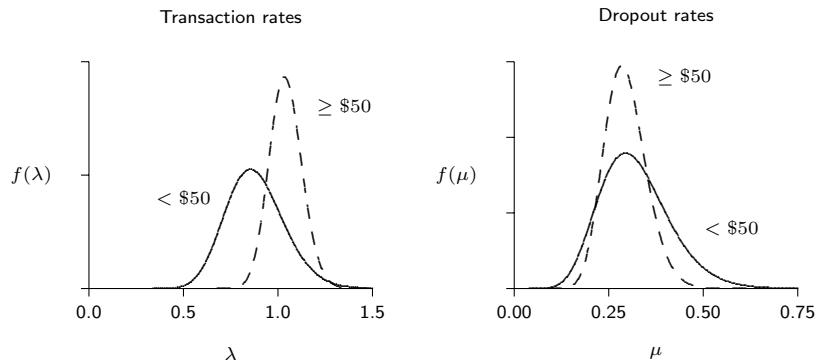 Transaction rates
f(λ)
≥ $50
< $50
0.0 0.5 1.0 1.5
λ
Dropout rates
f(μ)
≥ $50
< $50
0.00 0.25 0.50 0.75
μ